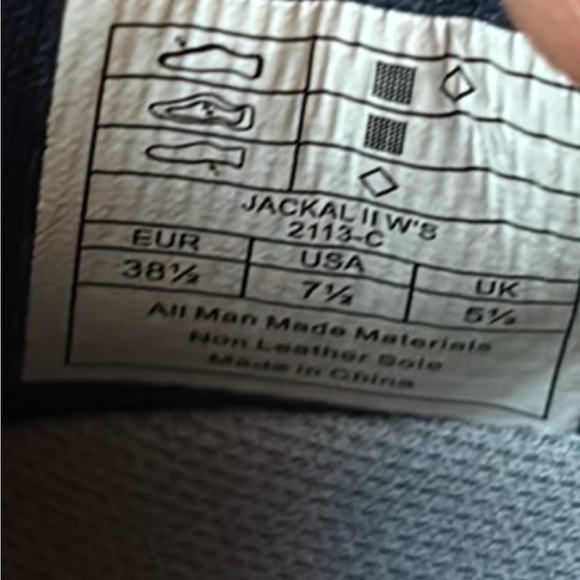 JACKAL II W'S
2113-C
EUR USA UK
38½ 7½ 5½
All Man Made Materials
Non Leather Sole
Made in China